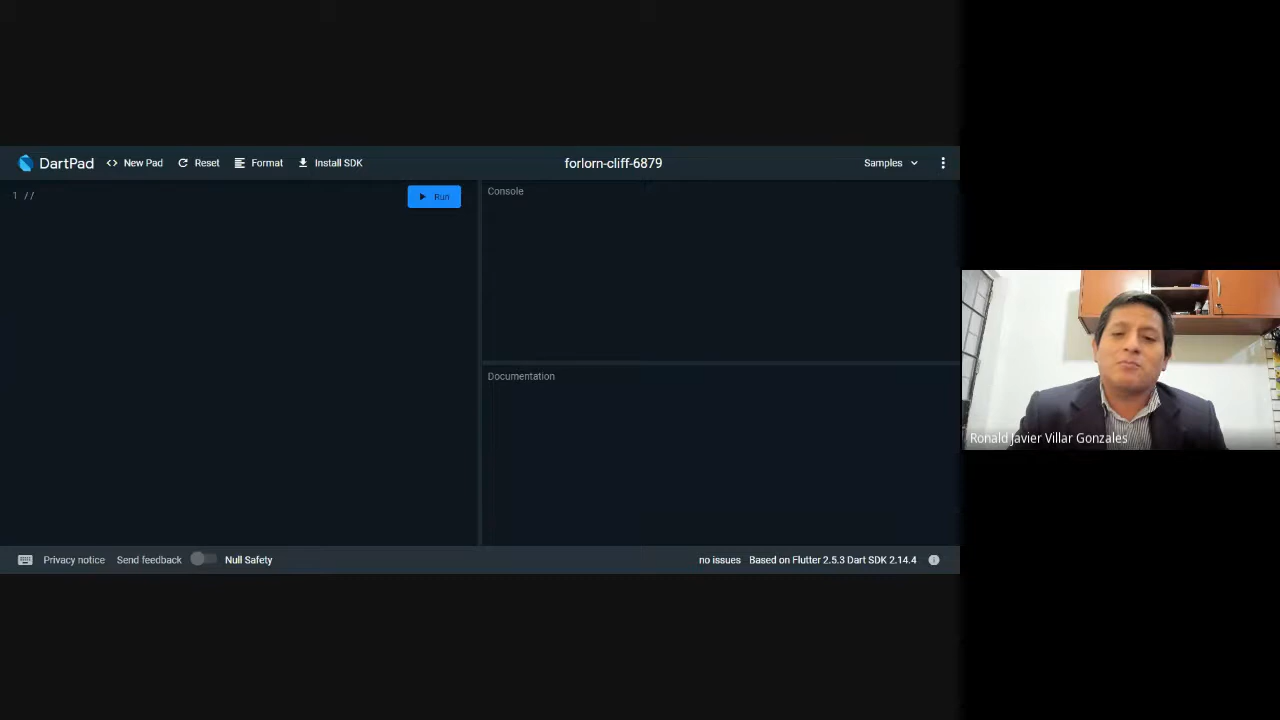 DartPad <> New Pad Reset Format Install SDK forlorn-cliff-6879 Samples
1 // Run
Console
Documentation
Ronald Javier Villar Gonzales
Privacy notice Send feedback Null Safety no issues Based on Flutter 2.5.3 Dart SDK 2.14.4